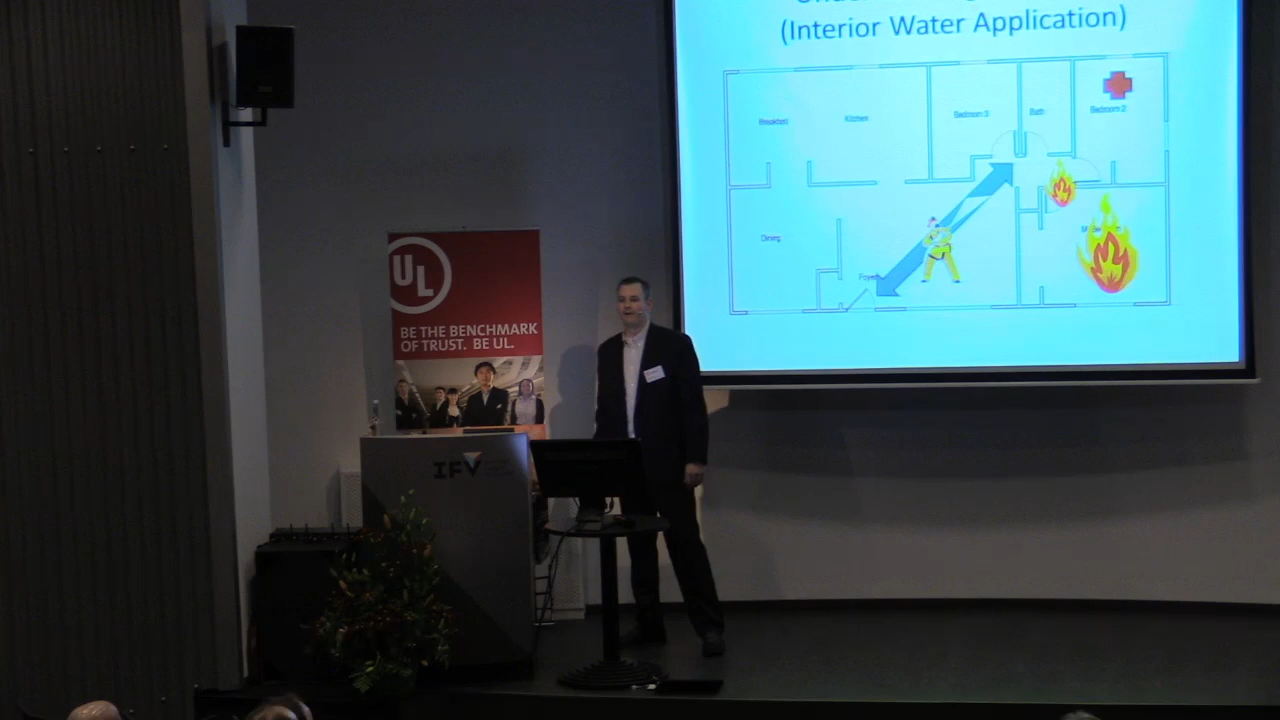 (Interior Water Application)
Breakfast
Kitchen
Bedroom 3
Bath
Bedroom 2
Dining
UL
BE THE BENCHMARK
OF TRUST. BE UL.
IFV